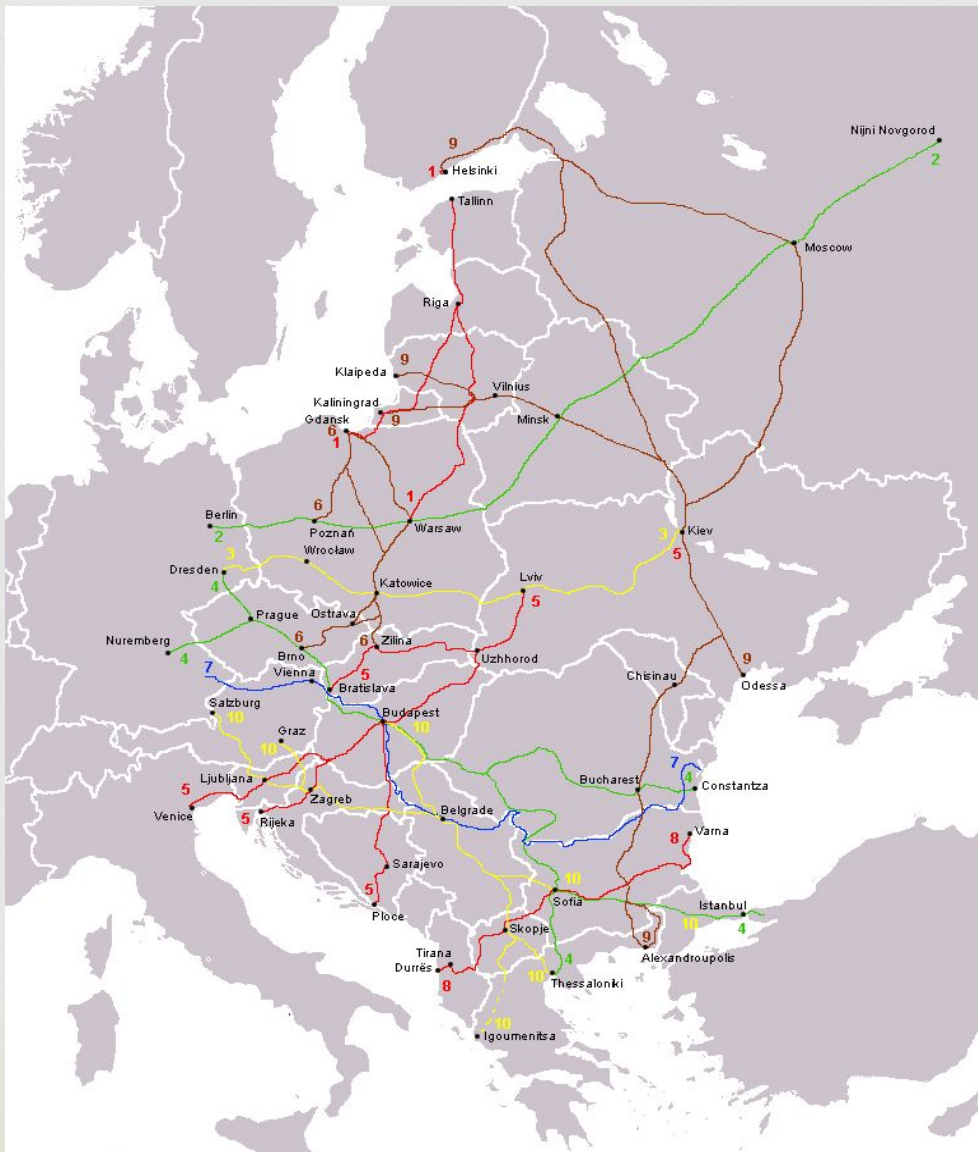 Nijni Novgorod
9
2
1 Helsinki
Tallinn
Moscow
Riga
9
Klaipeda
Vilnius
Kaliningrad
9
Minsk
Gdansk
6
1
6
1
Berlin
2
Poznań
Warsaw
3
Kiev
5
Wrocław
3
Dresden
4
Katowice
Lviv
5
Prague
Ostrava
Nuremberg
4
6
Brno
6
Zilina
5
Uzhhorod
9
Odessa
7
Vienna
Bratislava
Chisinau
Salzburg
10
Budapest
10
Graz
10
7
Ljubljana
Bucharest
4
Constantza
5
Venice
Zagreb
5 Rijeka
Belgrade
8
Varna
Sarajevo
5
Ploce
10
Sofia
Istanbul
10
4
Skopje
9
Alexandroupolis
Tirana
Durrës
8
4
10
Thessaloniki
10
Igoumenitsa